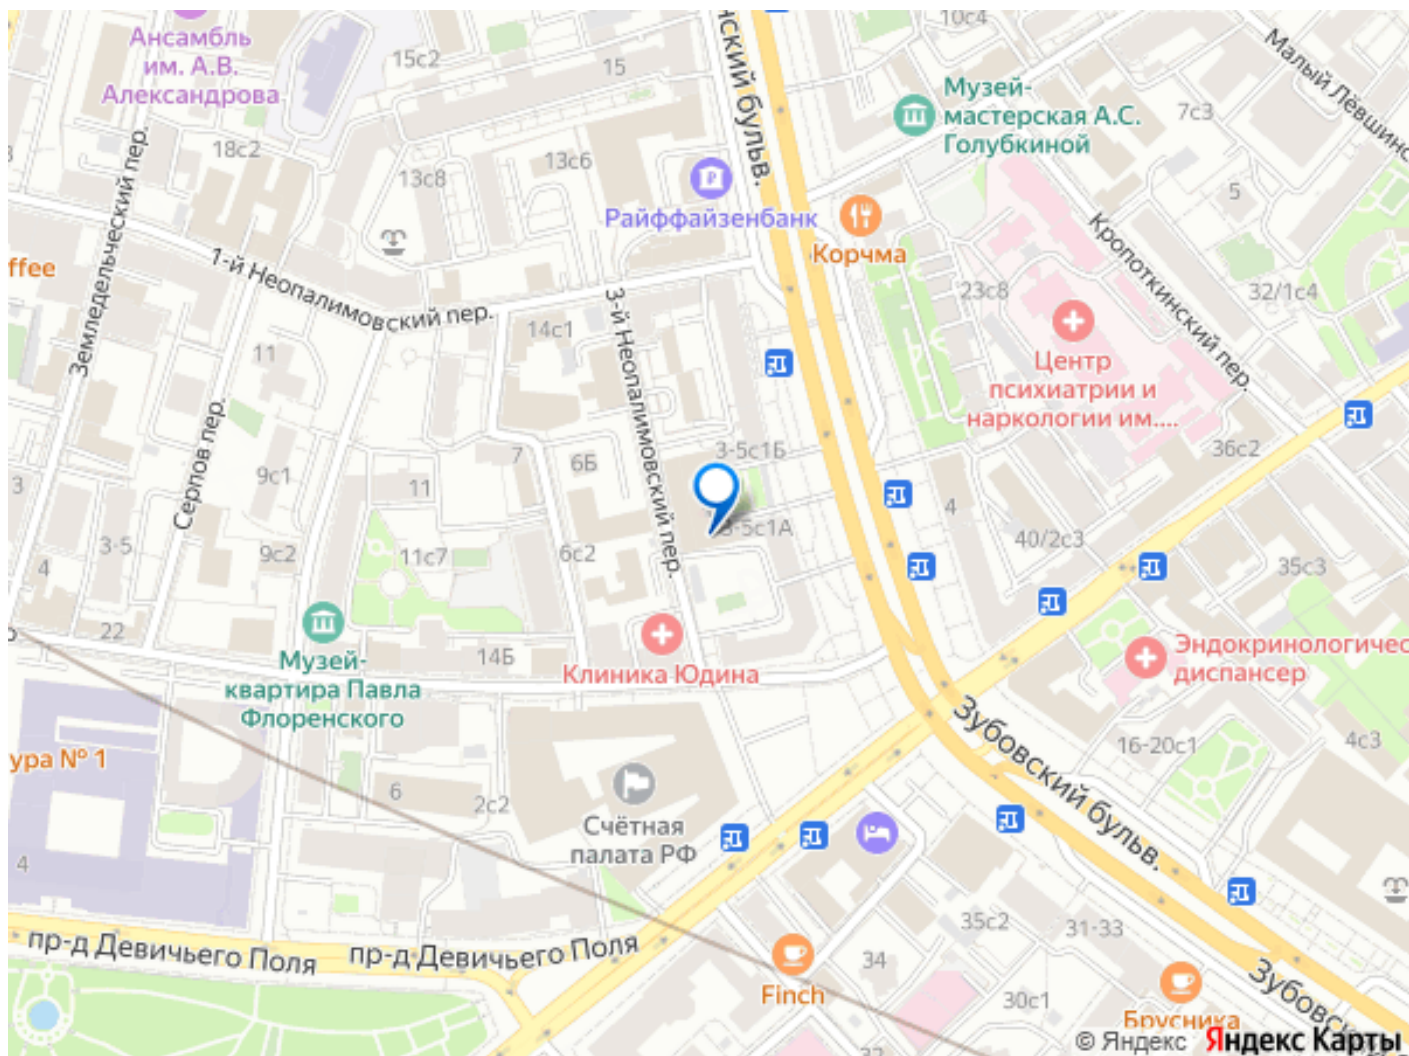 Ансамбль
им. А.В.
Александрова
15с2
15
нский бульв.
10с4
Музей-
мастерская А.С.
Голубкиной
7с3
Малый Лёвшинс
18с2
13с8
13с6
5
Земледельческий пер.
Райффайзенбанк
Корчма
Кропоткинский пер.
ffee
1-й Неопалимовский пер.
23с8
32/1с4
3-й Неопалимовский пер.
14с1
11
Центр
психиатрии и
наркологии им....
Серпов пер.
7
6Б
3-5с1Б
36с2
3
9с1
11
4
3-5с1А
40/2с3
3-5
9с2
11с7
6с2
35с3
4
22
Музей-
квартира Павла
Флоренского
14Б
Клиника Юдина
Эндокринологичес
диспансер
Зубовский бульв.
16-20с1
4с3
ура № 1
6
2с2
Счётная
палата РФ
4
35с2
31-33
пр-д Девичьего Поля
пр-д Девичьего Поля
34
Finch
30с1
Зубовск
Брусника
32
© Яндекс Яндекс Карты